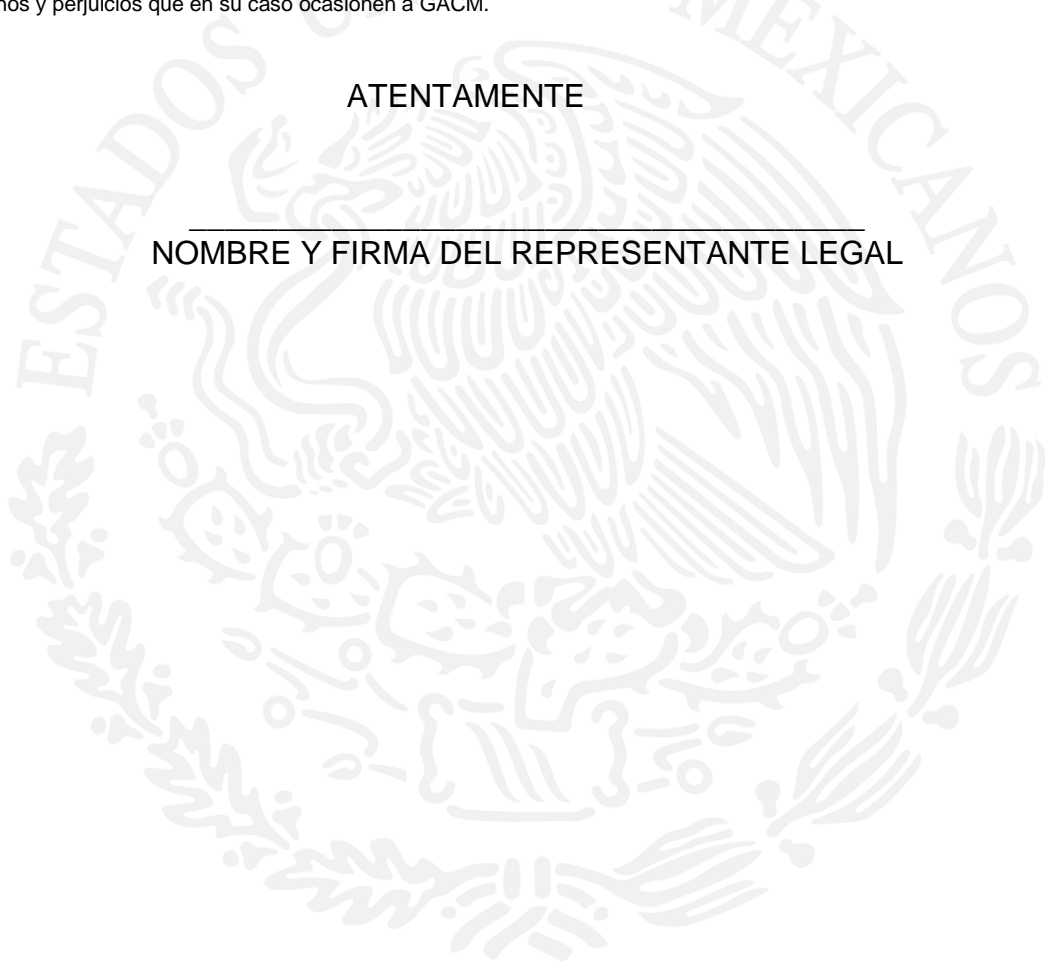 nos y perjuicios que en su caso ocasionen a GACM.
ATENTAMENTE
NOMBRE Y FIRMA DEL REPRESENTANTE LEGAL
ESTADOS U MEXICANOS